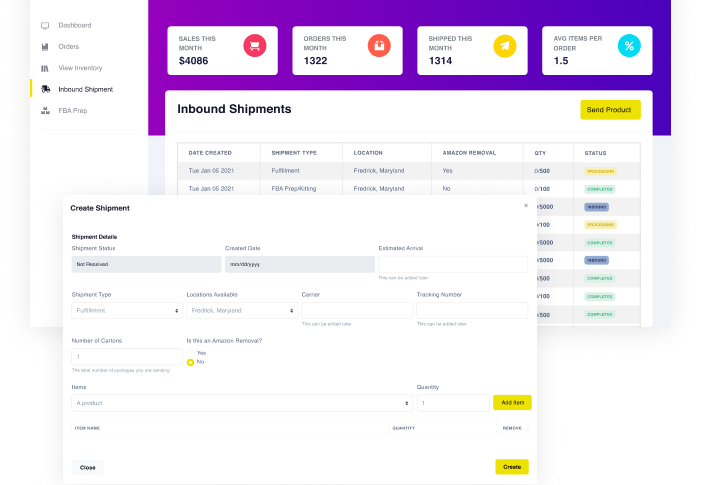 Dashboard
Orders
View Inventory
Inbound Shipment
FBA Prep
SALES THIS
MONTH
$4086
ORDERS THIS
MONTH
1322
SHIPPED THIS
MONTH
1314
AVG ITEMS PER
ORDER
1.5
%
Inbound Shipments
Send Product
DATE CREATED SHIPMENT TYPE LOCATION AMAZON REMOVAL QTY STATUS
Tue Jan 05 2021 Fulfillment Fredrick, Maryland Yes 0/500 PROCESSING
Tue Jan 05 2021 FBA Prep/Kitting Fredrick, Maryland No 0/100 COMPLETED
0/5000 INBOUND
0/100 PROCESSING
0/5000 COMPLETED
0/5000 INBOUND
0/500 COMPLETED
0/100 COMPLETED
0/500 COMPLETED
Create Shipment ×
Shipment Details
Shipment Status Created Date Estimated Arrival
Not Received mm/dd/yyyy
This can be added later
Shipment Type Locations Available Carrier Tracking Number
Fulfillment Fredrick, Maryland
This can be added later This can be added later
Number of Cartons Is this an Amazon Removal?
1 Yes
No
The total number of packages you are sending
Items Quantity
A product 1 Add Item
ITEM NAME QUANTITY REMOVE
Close Create